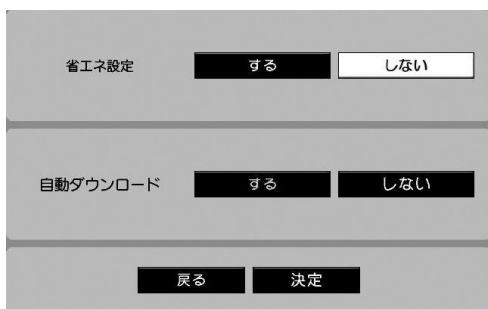 省エネ設定 する しない
自動ダウンロード する しない
戻る 決定